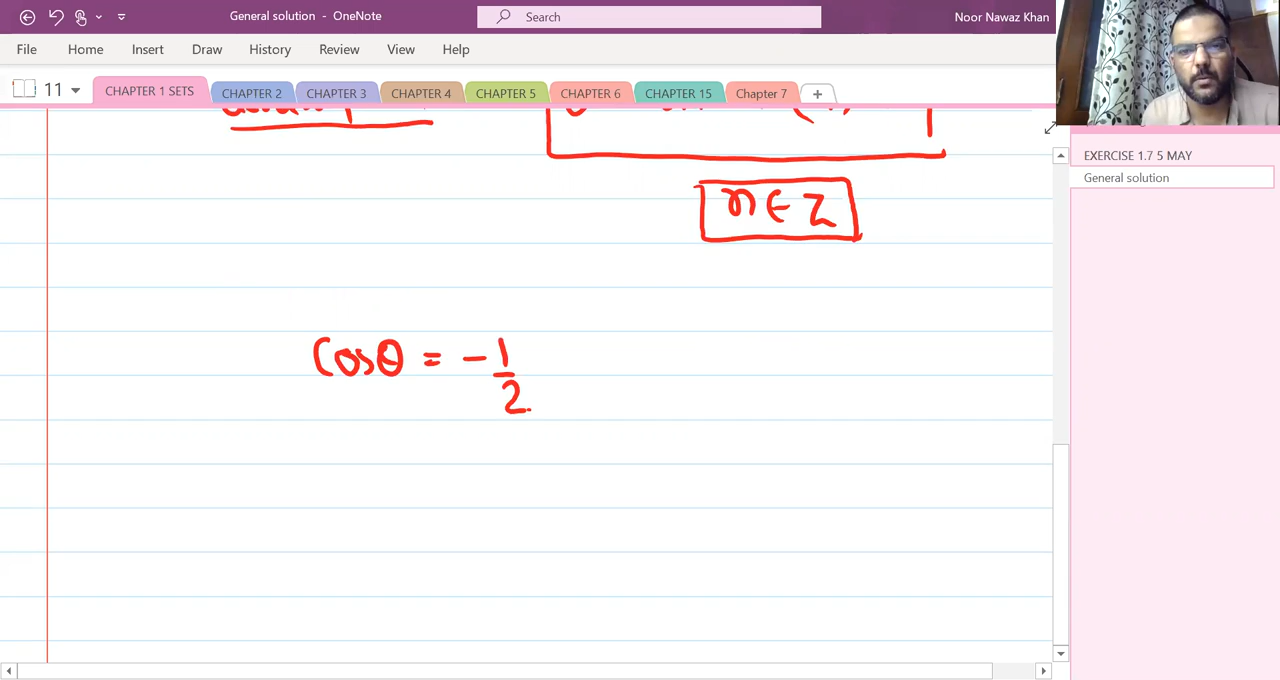 General solution - OneNote
Search
Noor Nawaz Khan
File Home Insert Draw History Review View Help
11 CHAPTER 1 SETS CHAPTER 2 CHAPTER 3 CHAPTER 4 CHAPTER 5 CHAPTER 6 CHAPTER 15 Chapter 7 +
EXERCISE 1.7 5 MAY
General solution
n ∈ Z
Cosθ = -1/2